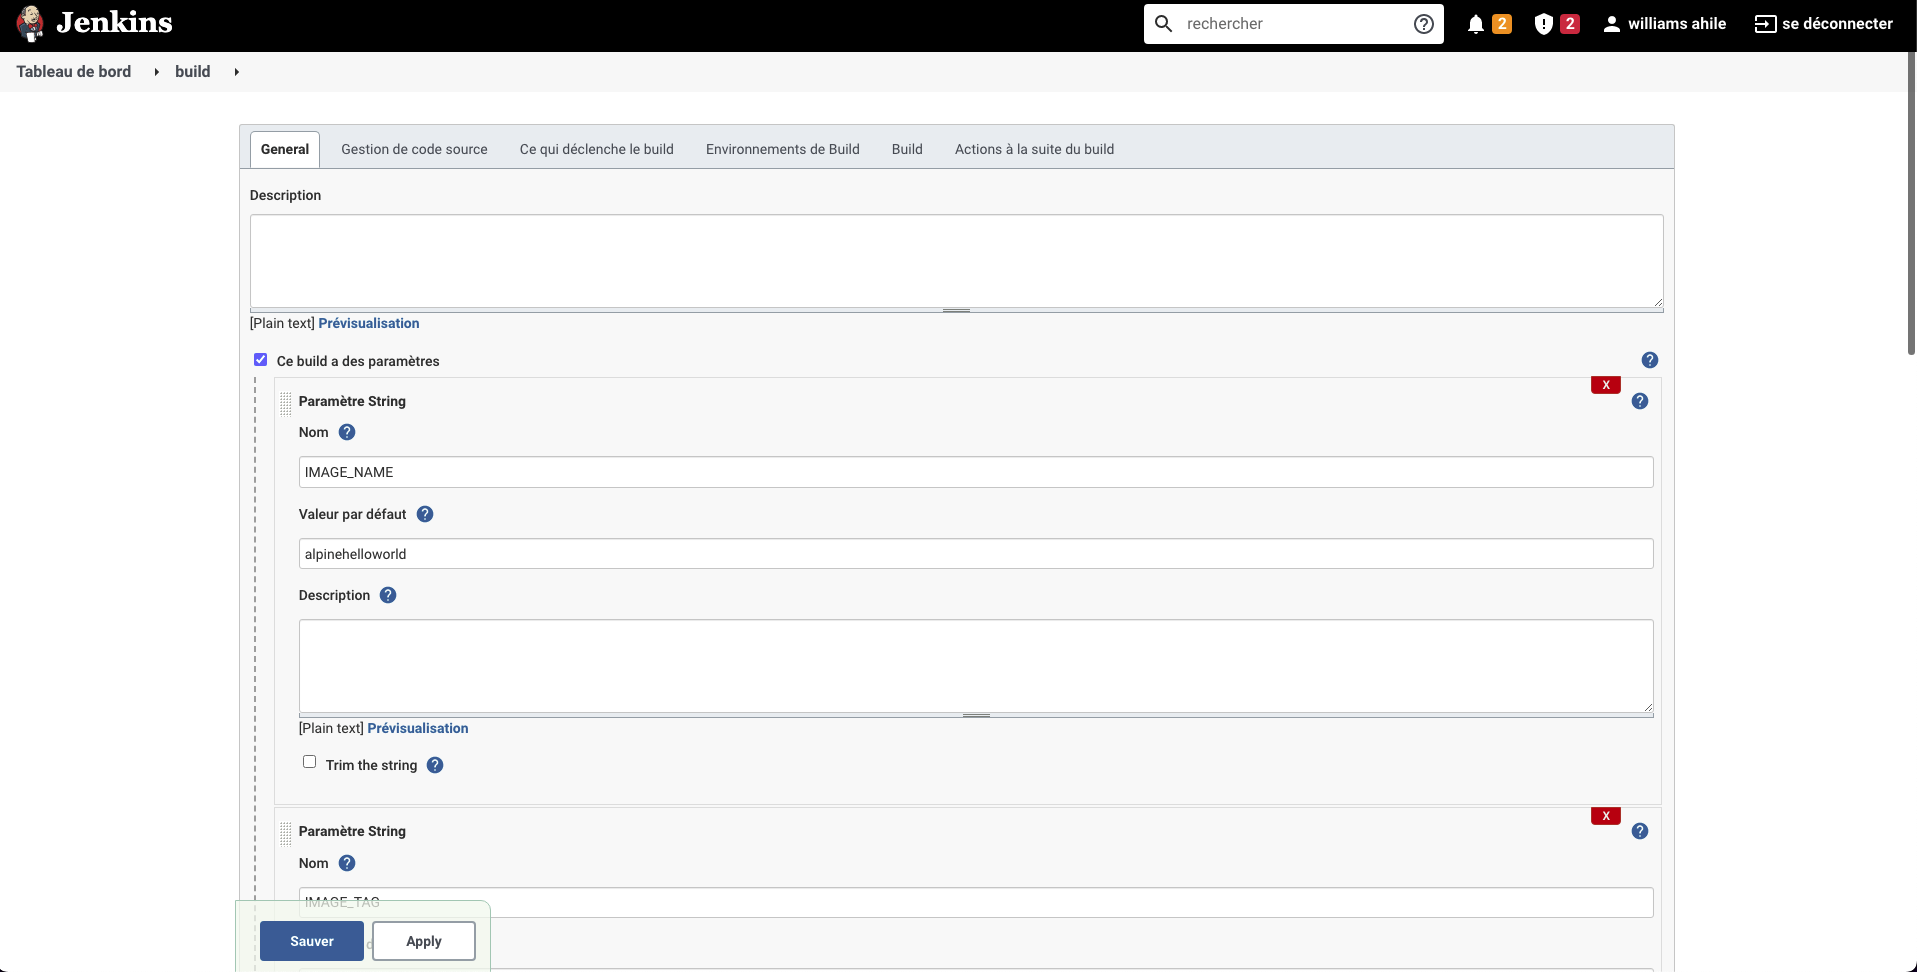 Jenkins
rechercher
2
2
williams ahile
se déconnecter
Tableau de bord
build
General
Gestion de code source
Ce qui déclenche le build
Environnements de Build
Build
Actions à la suite du build
Description
[Plain text] Prévisualisation
Ce build a des paramètres
X
Paramètre String
Nom
IMAGE_NAME
Valeur par défaut
alpinehelloworld
Description
[Plain text] Prévisualisation
Trim the string
X
Paramètre String
Nom
IMAGE_TAG
Sauver
Apply